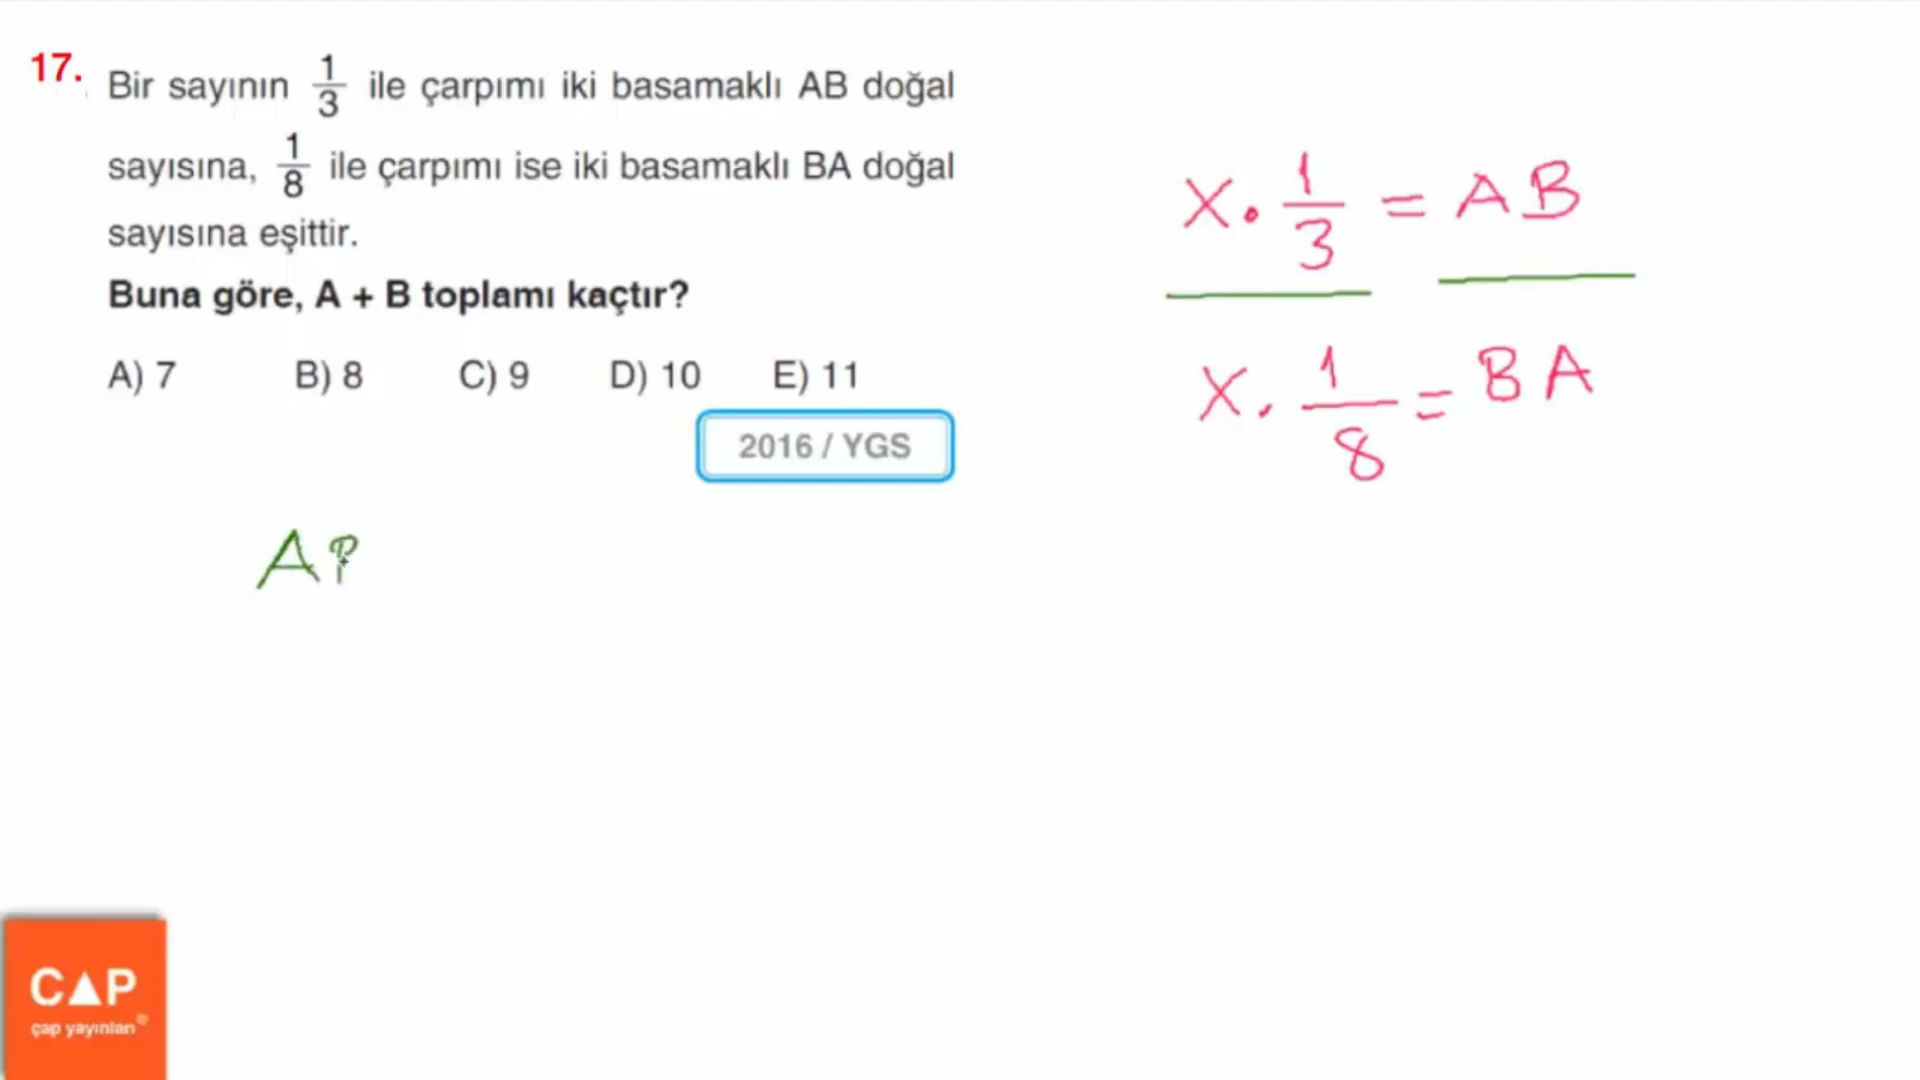 17. Bir sayının 1/3 ile çarpımı iki basamaklı AB doğal
sayısına, 1/8 ile çarpımı ise iki basamaklı BA doğal
sayısına eşittir.
Buna göre, A + B toplamı kaçtır?
A) 7 B) 8 C) 9 D) 10 E) 11
2016 / YGS
X . 1/3 = AB
X . 1/8 = BA
A
CAP
çap yayınları®